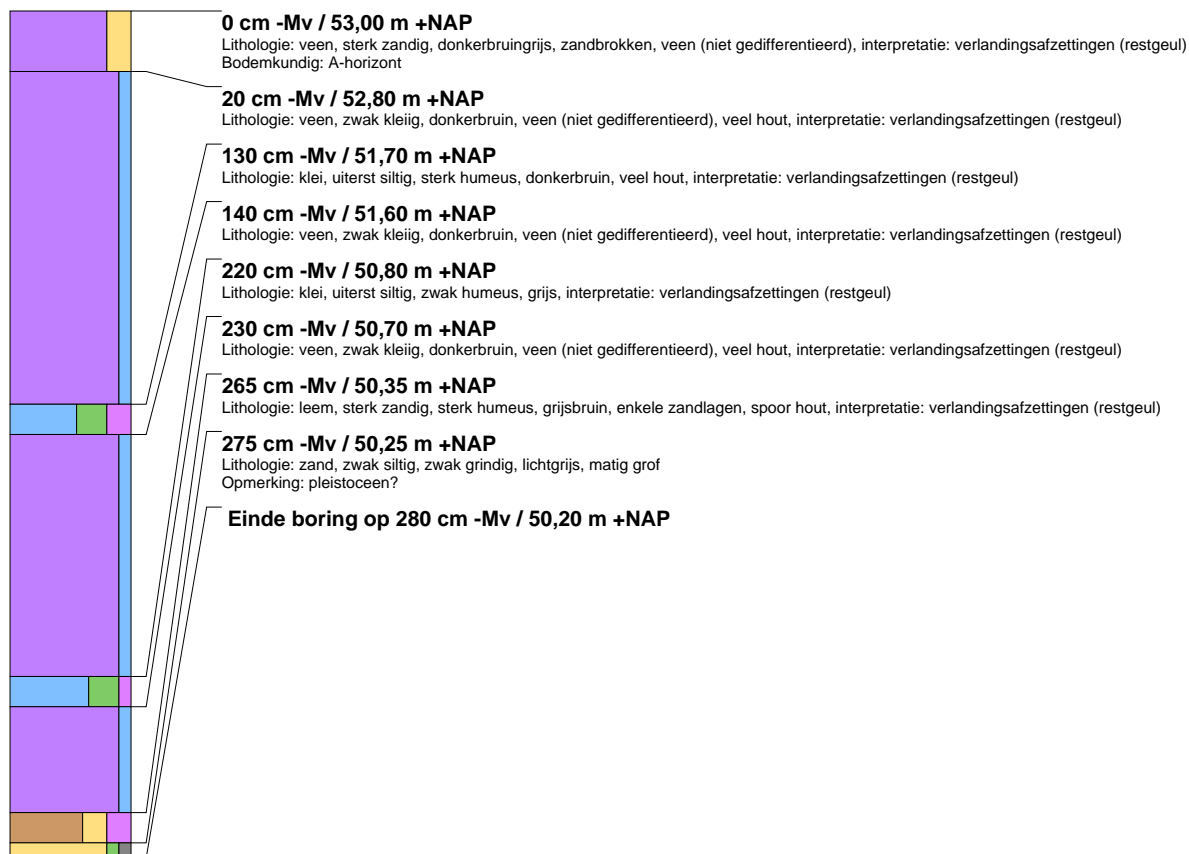 0 cm -Mv / 53,00 m +NAP
Lithologie: veen, sterk zandig, donkerbruingrijs, zandbrokken, veen (niet gedifferentieerd), interpretatie: verlandingsafzettingen (restgeul)
Bodemkundig: A-horizont
20 cm -Mv / 52,80 m +NAP
Lithologie: veen, zwak kleiig, donkerbruin, veen (niet gedifferentieerd), veel hout, interpretatie: verlandingsafzettingen (restgeul)
130 cm -Mv / 51,70 m +NAP
Lithologie: klei, uiterst siltig, sterk humeus, donkerbruin, veel hout, interpretatie: verlandingsafzettingen (restgeul)
140 cm -Mv / 51,60 m +NAP
Lithologie: veen, zwak kleiig, donkerbruin, veen (niet gedifferentieerd), veel hout, interpretatie: verlandingsafzettingen (restgeul)
220 cm -Mv / 50,80 m +NAP
Lithologie: klei, uiterst siltig, zwak humeus, grijs, interpretatie: verlandingsafzettingen (restgeul)
230 cm -Mv / 50,70 m +NAP
Lithologie: veen, zwak kleiig, donkerbruin, veen (niet gedifferentieerd), veel hout, interpretatie: verlandingsafzettingen (restgeul)
265 cm -Mv / 50,35 m +NAP
Lithologie: leem, sterk zandig, sterk humeus, grijsbruin, enkele zandlagen, spoor hout, interpretatie: verlandingsafzettingen (restgeul)
275 cm -Mv / 50,25 m +NAP
Lithologie: zand, zwak siltig, zwak grindig, lichtgrijs, matig grof
Opmerking: pleistoceen?
Einde boring op 280 cm -Mv / 50,20 m +NAP